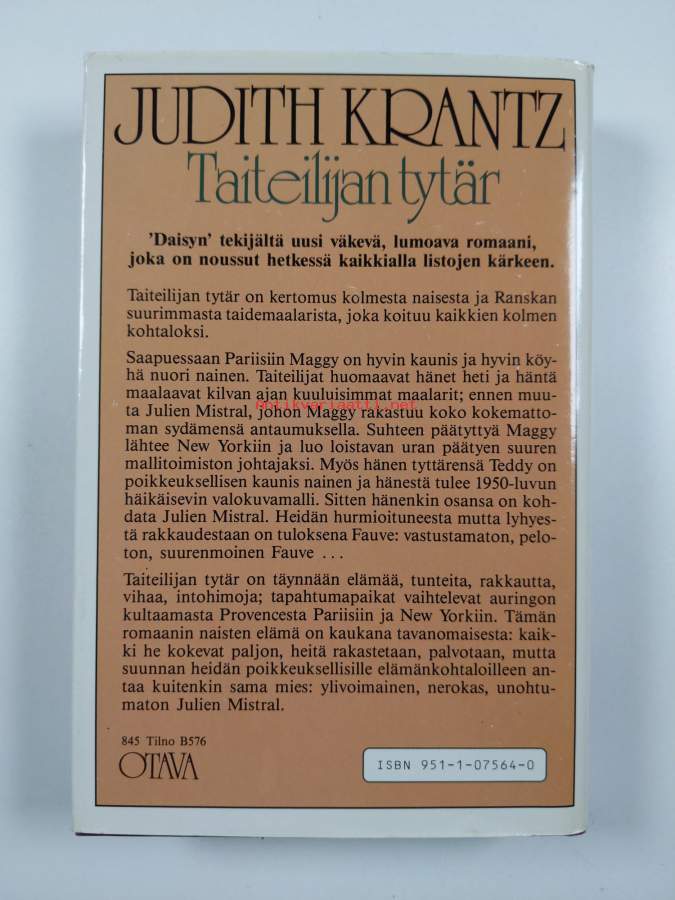 JUDITH KRANTZ
Taiteilijan tytär
'Daisyn' tekijältä uusi väkevä, lumoava romaani,
joka on noussut hetkessä kaikkialla listojen kärkeen.
Taiteilijan tytär on kertomus kolmesta naisesta ja Ranskan
suurimmasta taidemaalarista, joka koituu kaikkien kolmen
kohtaloksi.
Saapuessaan Pariisiin Maggy on hyvin kaunis ja hyvin köy-
hä nuori nainen. Taiteilijat huomaavat hänet heti ja häntä
maalaavat kilvan ajan kuuluisimmat maalarit; ennen muu-
ta Julien Mistral, johon Maggy rakastuu koko kokematto-
antikvariaatti.net
man sydämensä antaumuksella. Suhteen päätyttyä Maggy
lähtee New Yorkiin ja luo loistavan uran päätyen suuren
mallitoimiston johtajaksi. Myös hänen tyttärensä Teddy on
poikkeuksellisen kaunis nainen ja hänestä tulee 1950-luvun
häikäisevin valokuvamalli. Sitten hänenkin osansa on koh-
data Julien Mistral. Heidän hurmioituneesta mutta lyhyes-
tä rakkaudestaan on tuloksena Fauve: vastustamaton, pelo-
ton, suurenmoinen Fauve ...
Taiteilijan tytär on täynnään elämää, tunteita, rakkautta,
vihaa, intohimoja; tapahtumapaikat vaihtelevat auringon
kultaamasta Provencesta Pariisiin ja New Yorkiin. Tämän
romaanin naisten elämä on kaukana tavanomaisesta: kaik-
ki he kokevat paljon, heitä rakastetaan, palvotaan, mutta
suunnan heidän poikkeuksellisille elämänkohtaloilleen an-
taa kuitenkin sama mies: ylivoimainen, nerokas, unohtu-
maton Julien Mistral.
845 Tilno B576
OTAVA
ISBN 951-1-07564-0